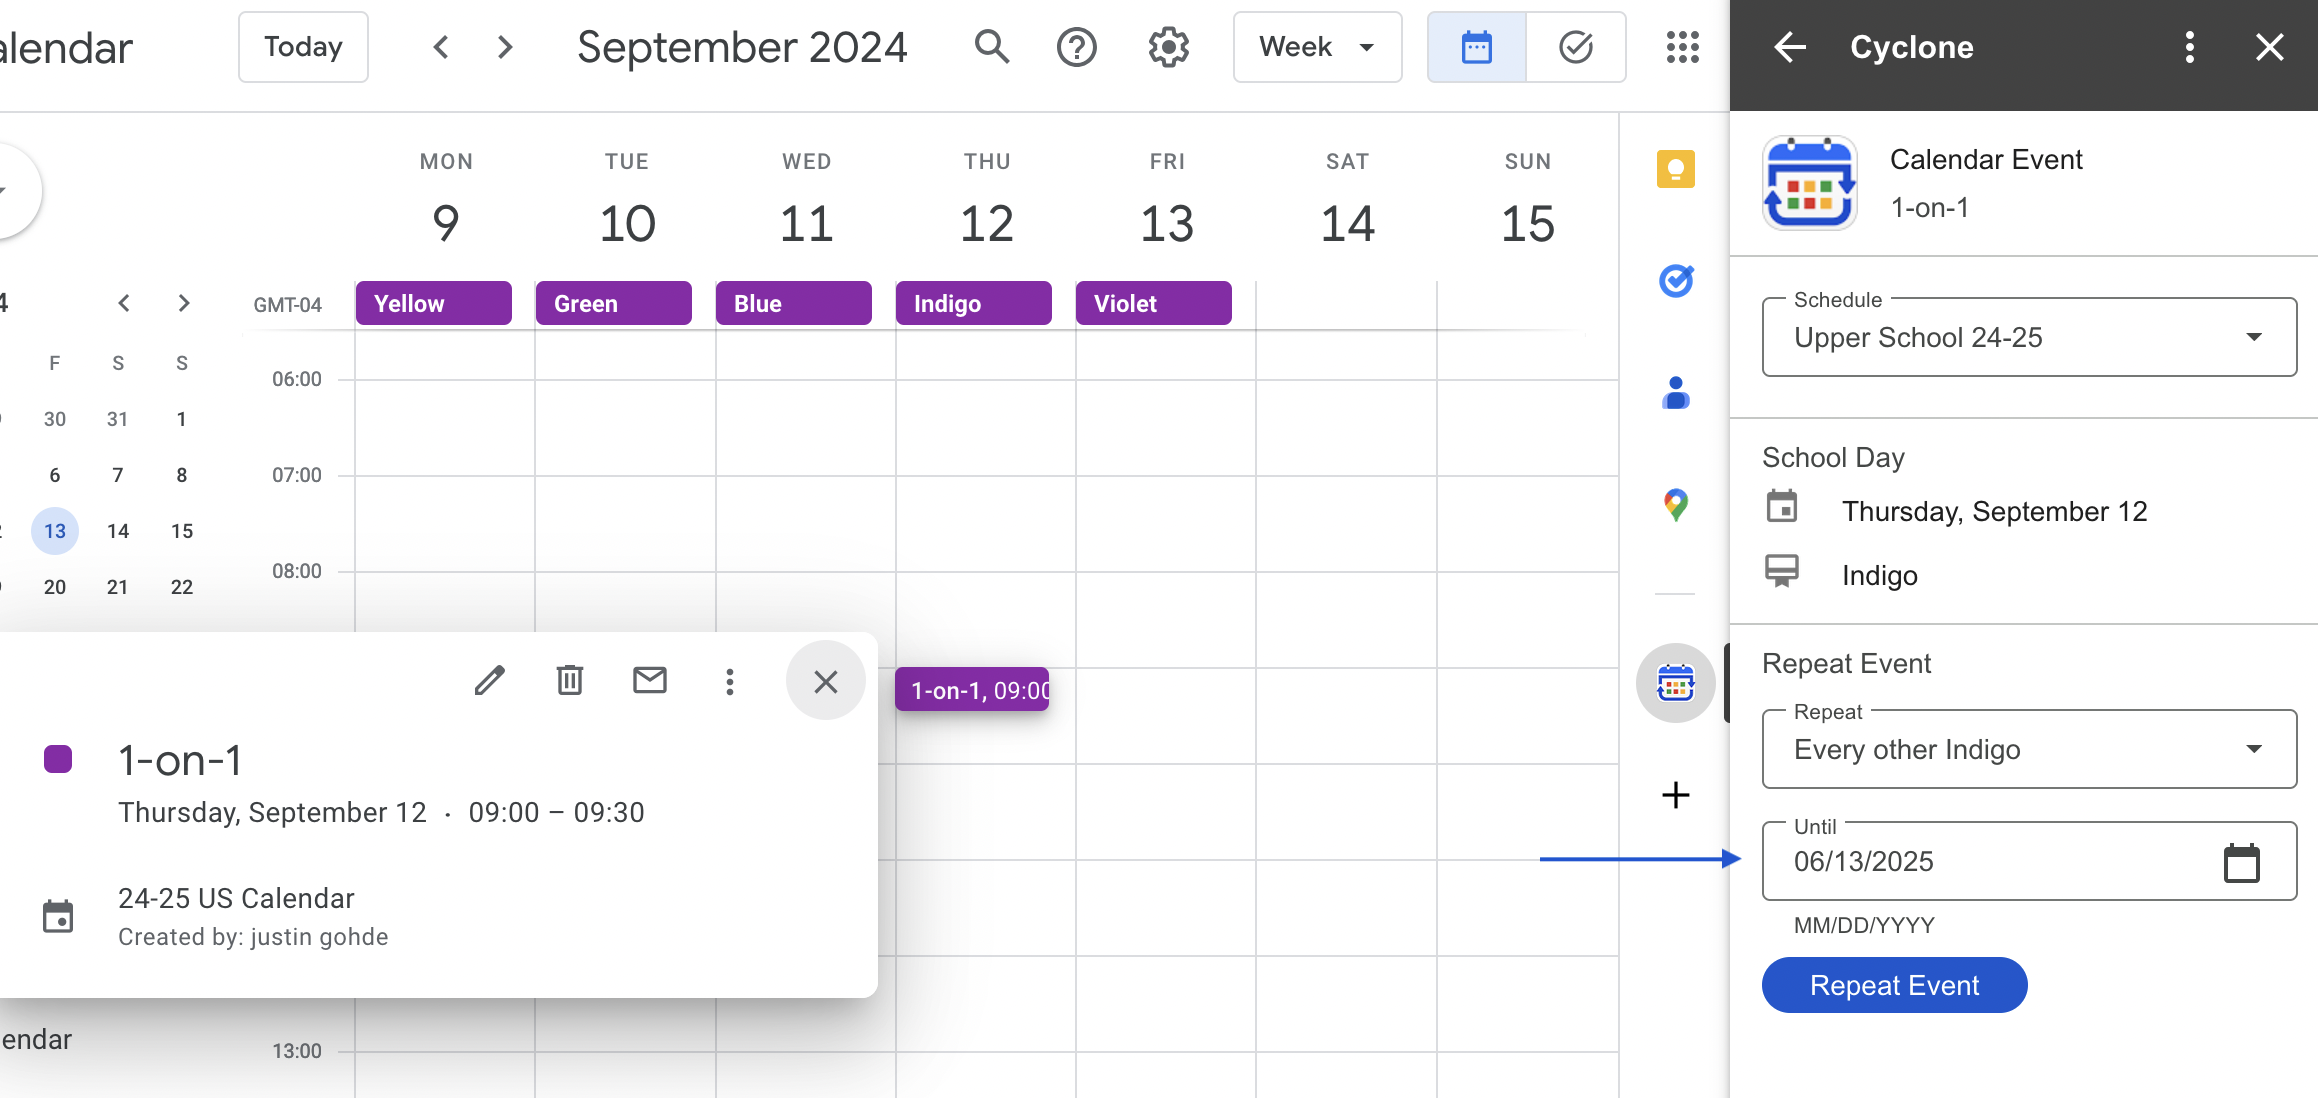 alendar
Today
September 2024
Week
MON
TUE
WED
THU
FRI
SAT
SUN
9
10
11
12
13
14
15
GMT-04
Yellow
Green
Blue
Indigo
Violet
4
F S S
30 31 1
6 7 8
13 14 15
20 21 22
06:00
07:00
08:00
1-on-1, 09:00
1-on-1
Thursday, September 12 · 09:00 – 09:30
24-25 US Calendar
Created by: justin gohde
endar
13:00
Cyclone
Calendar Event
1-on-1
Schedule
Upper School 24-25
School Day
Thursday, September 12
Indigo
Repeat Event
Repeat
Every other Indigo
Until
06/13/2025
MM/DD/YYYY
Repeat Event